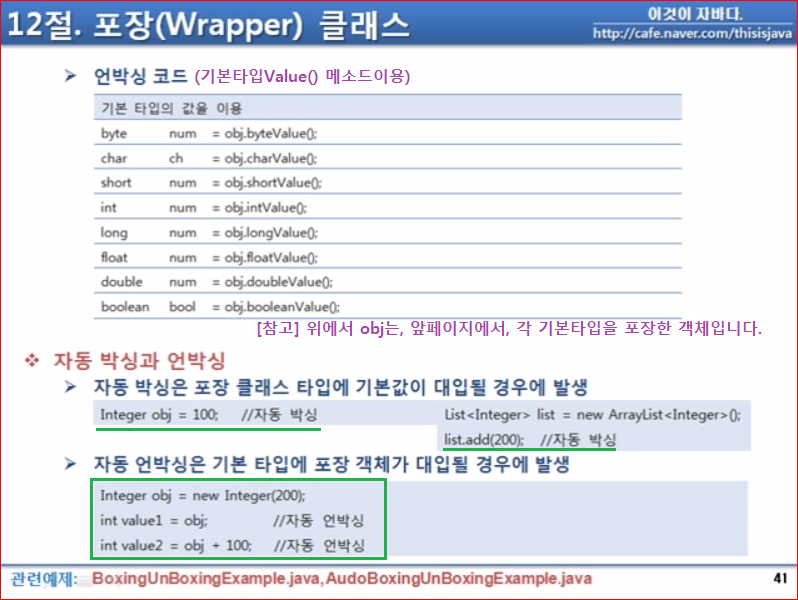 12절. 포장(Wrapper) 클래스
이것이 자바다.
http://cafe.naver.com/thisisjava
➤ 언박싱 코드 (기본타입Value() 메소드이용)
기본 타입의 값을 이용
byte num = obj.byteValue();
char ch = obj.charValue();
short num = obj.shortValue();
int num = obj.intValue();
long num = obj.longValue();
float num = obj.floatValue();
double num = obj.doubleValue();
boolean bool = obj.booleanValue();
[참고] 위에서 obj는, 앞페이지에서, 각 기본타입을 포장한 객체입니다.
❖ 자동 박싱과 언박싱
➤ 자동 박싱은 포장 클래스 타입에 기본값이 대입될 경우에 발생
Integer obj = 100; //자동 박싱
List<Integer> list = new ArrayList<Integer>();
list.add(200); //자동 박싱
➤ 자동 언박싱은 기본 타입에 포장 객체가 대입될 경우에 발생
Integer obj = new Integer(200);
int value1 = obj; //자동 언박싱
int value2 = obj + 100; //자동 언박싱
관련예제: BoxingUnBoxingExample.java, AudoBoxingUnBoxingExample.java
41